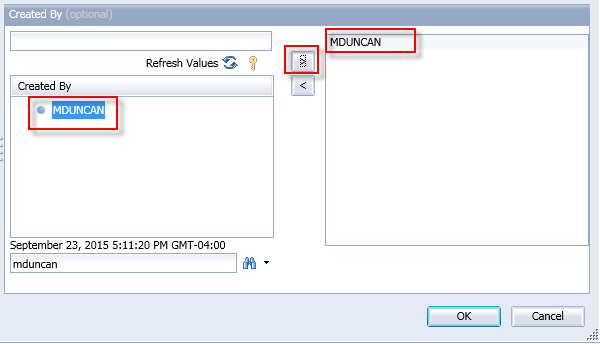 Created By (optional)
MDUNCAN
Refresh Values
>
Created By
<
MDUNCAN
September 23, 2015 5:11:20 PM GMT-04:00
mduncan
OK
Cancel